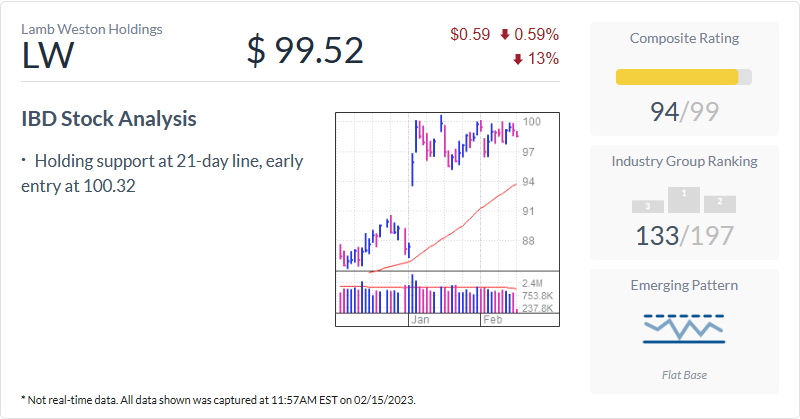 Lamb Weston Holdings
LW
$ 99.52
$0.59 0.59%
13%
IBD Stock Analysis
· Holding support at 21-day line, early
entry at 100.32
100
97
94
91
88
2.4M
753.8K
237.8K
Jan Feb
Composite Rating
94/99
Industry Group Ranking
3 1 2
133/197
Emerging Pattern
Flat Base
* Not real-time data. All data shown was captured at 11:57AM EST on 02/15/2023.